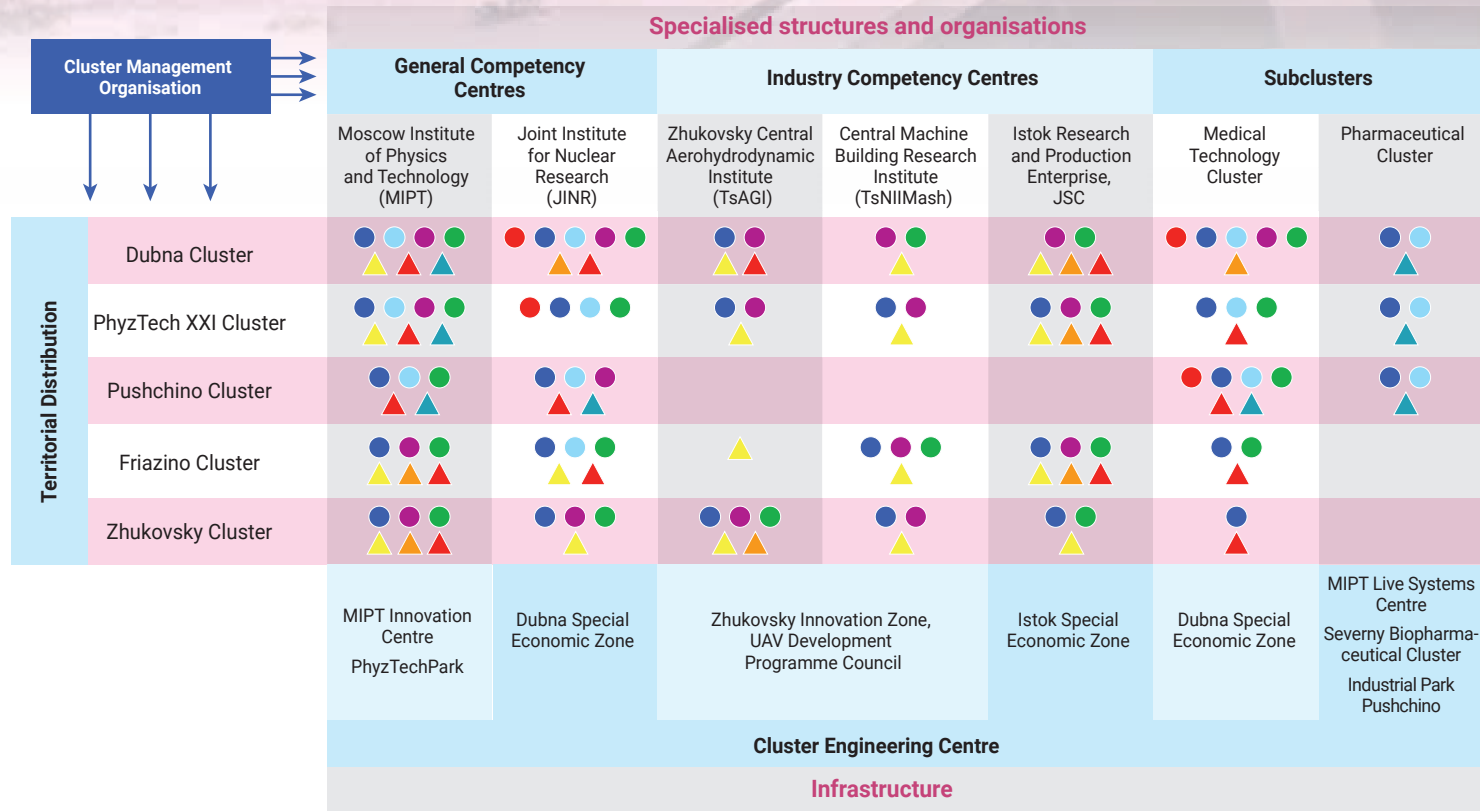 Specialised structures and organisations
Cluster Management
Organisation
General Competency
Centres
Industry Competency Centres
Subclusters
Moscow Institute
of Physics
and Technology
(MIPT)
Joint Institute
for Nuclear
Research
(JINR)
Zhukovsky Central
Aerohydrodynamic
Institute
(TsAGI)
Central Machine
Building Research
Institute
(TsNIIMash)
Istok Research
and Production
Enterprise,
JSC
Medical
Technology
Cluster
Pharmaceutical
Cluster
Territorial Distribution
Dubna Cluster
PhyzTech XXI Cluster
Pushchino Cluster
Friazino Cluster
Zhukovsky Cluster
MIPT Innovation
Centre
PhyzTechPark
Dubna Special
Economic Zone
Zhukovsky Innovation Zone,
UAV Development
Programme Council
Istok Special
Economic Zone
Dubna Special
Economic Zone
MIPT Live Systems
Centre
Severny Biopharma-
ceutical Cluster
Industrial Park
Pushchino
Cluster Engineering Centre
Infrastructure